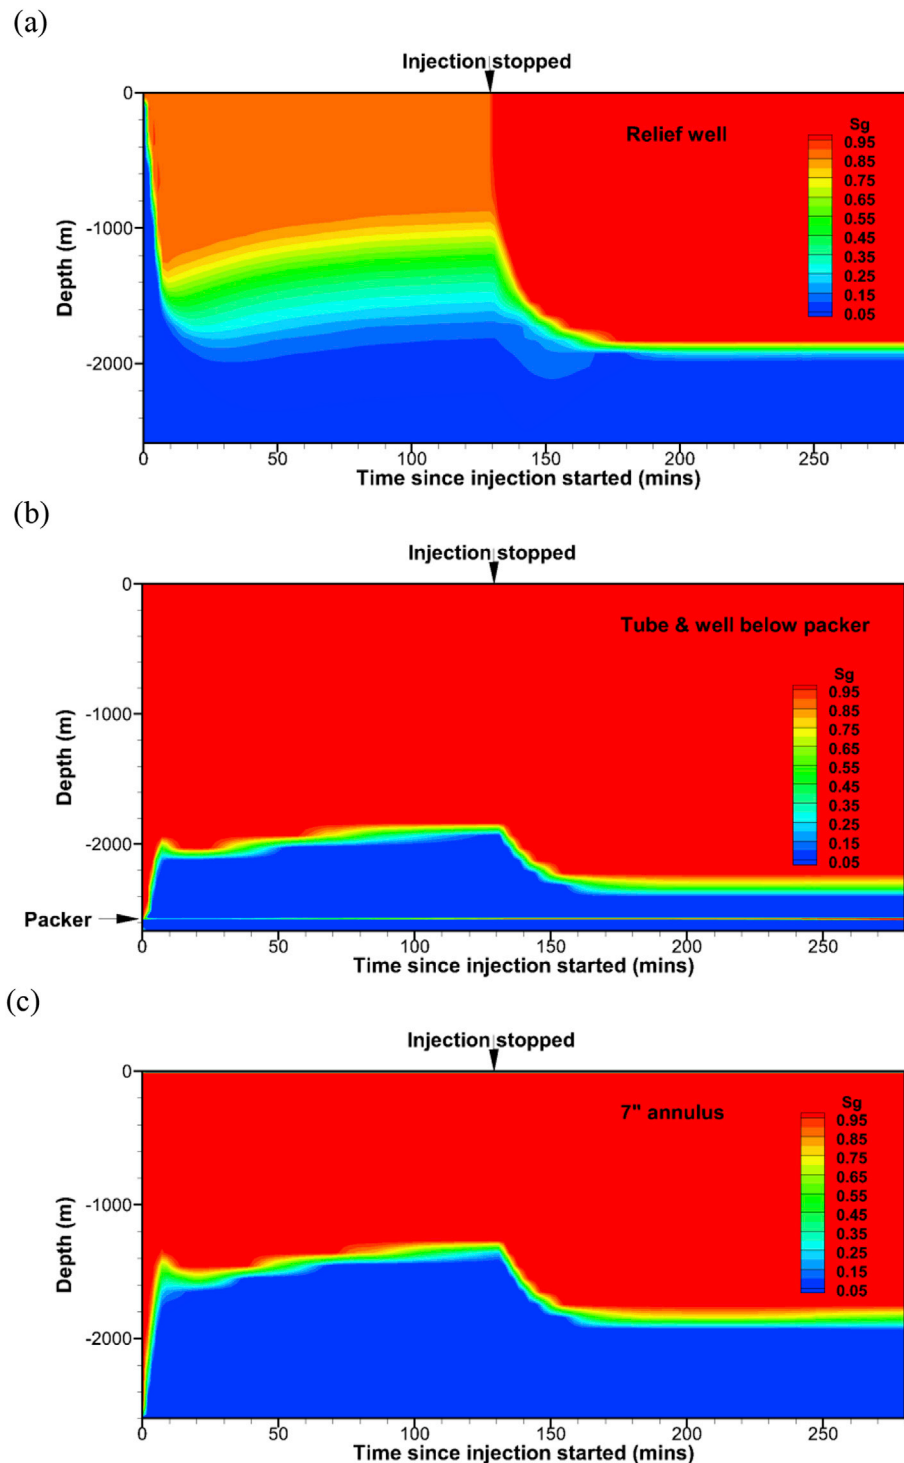 (a)
Injection stopped
0
-1000
-2000
Depth (m)
Relief well
Sg
0.95
0.85
0.75
0.65
0.55
0.45
0.35
0.25
0.15
0.05
0 50 100 150 200 250
Time since injection started (mins)
(b)
Injection stopped
0
-1000
-2000
Depth (m)
Tube & well below packer
Sg
0.95
0.85
0.75
0.65
0.55
0.45
0.35
0.25
0.15
0.05
Packer
0 50 100 150 200 250
Time since injection started (mins)
(c)
Injection stopped
0
-1000
-2000
Depth (m)
7" annulus
Sg
0.95
0.85
0.75
0.65
0.55
0.45
0.35
0.25
0.15
0.05
0 50 100 150 200 250
Time since injection started (mins)